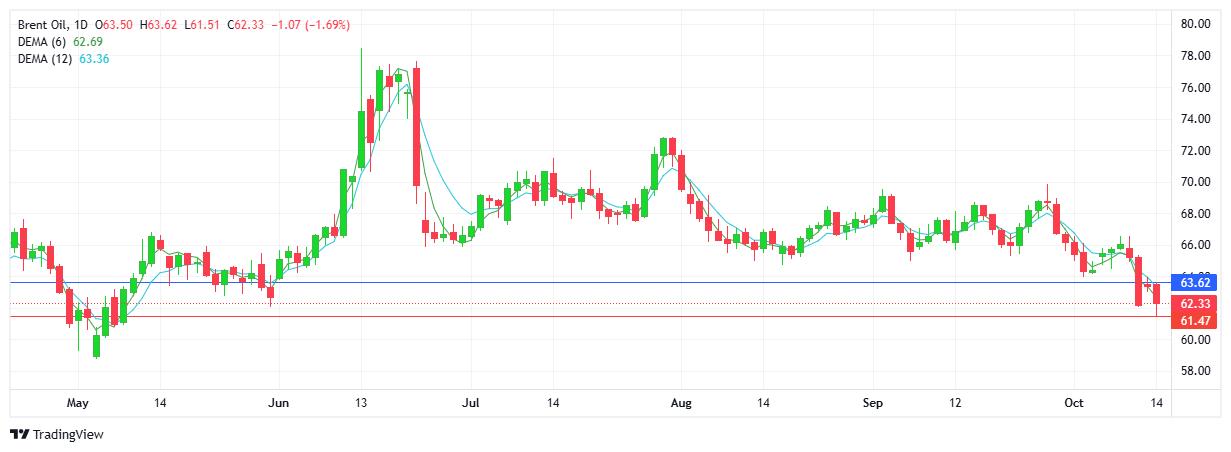 Brent Oil, 1D O63.50 H63.62 L61.51 C62.33 −1.07 (−1.69%)
DEMA (6) 62.69
DEMA (12) 63.36
80.00
78.00
76.00
74.00
72.00
70.00
68.00
66.00
63.62
62.33
61.47
60.00
58.00
May 14 Jun 13 Jul 14 Aug 14 Sep 12 Oct 14
TradingView